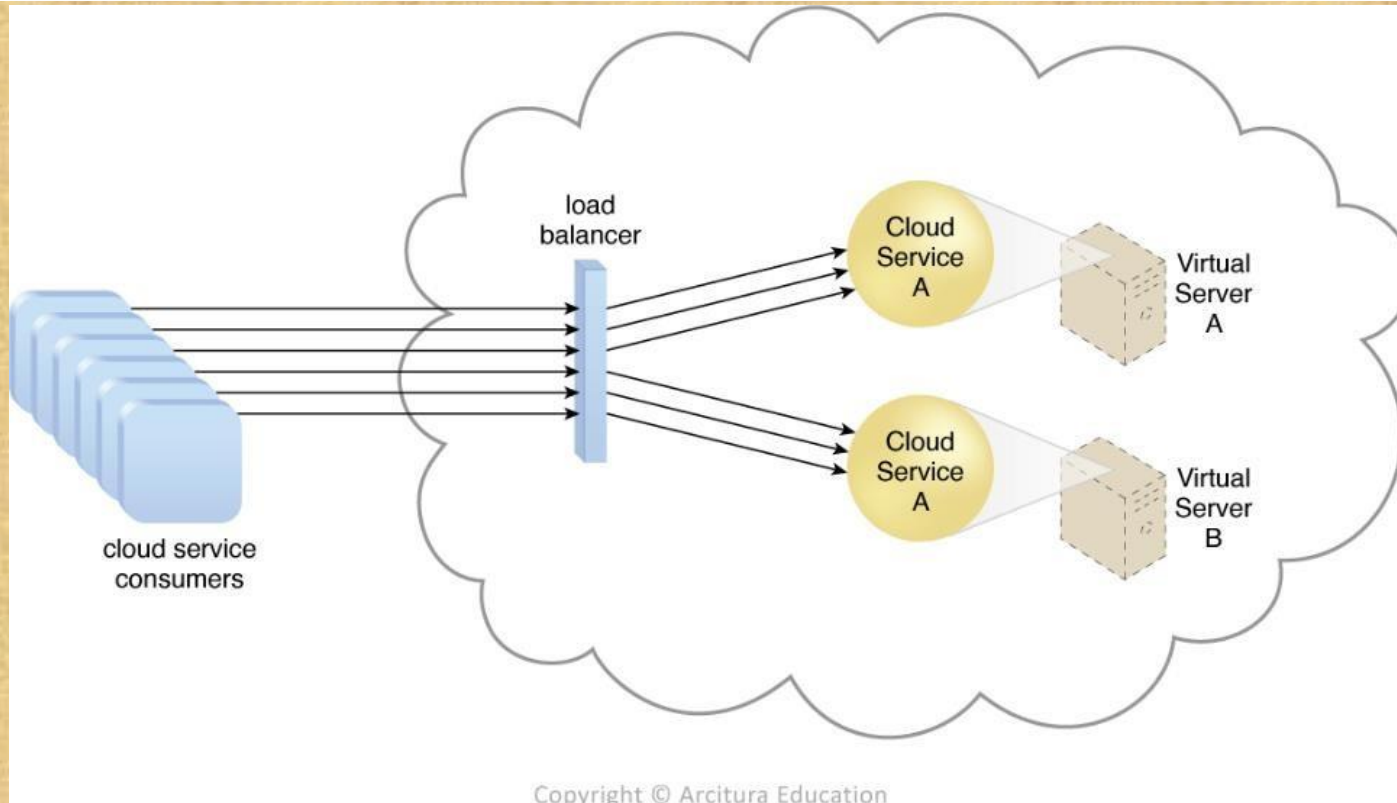 load
balancer
Cloud
Service
A
Virtual
Server
A
Cloud
Service
A
Virtual
Server
B
cloud service
consumers
Copyright © Arcitura Education